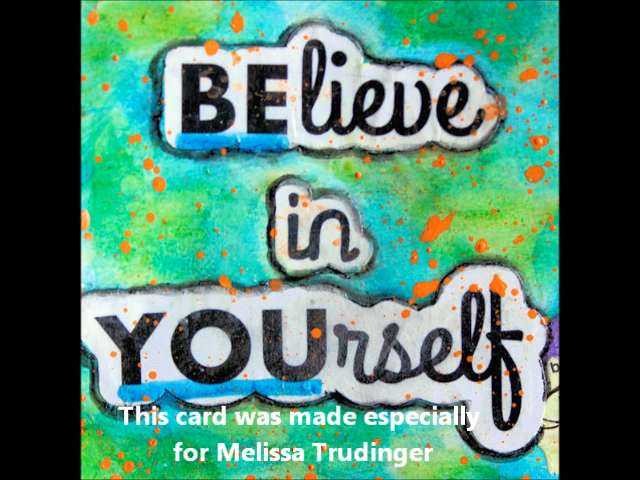 BElieve
in
YOUrself
This card was made especially
for Melissa Trudinger